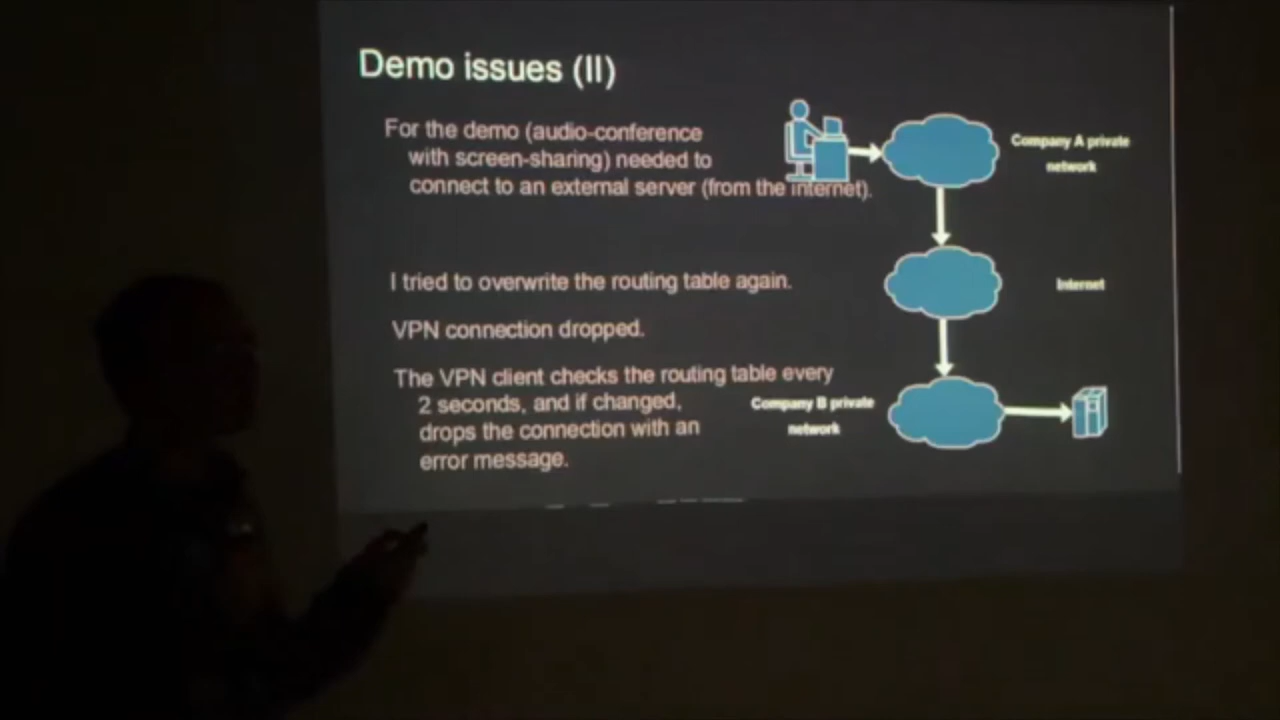 Demo issues (II)
For the demo (audio-conference
with screen-sharing) needed to
connect to an external server (from the internet).
Company A private
network
I tried to overwrite the routing table again.
Internet
VPN connection dropped.
The VPN client checks the routing table every
2 seconds, and if changed,
drops the connection with an
error message.
Company B private
network